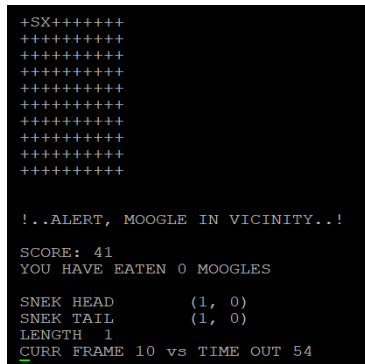 +SX+++++++
++++++++++
++++++++++
++++++++++
++++++++++
++++++++++
++++++++++
++++++++++
++++++++++
++++++++++
!..ALERT, MOOGLE IN VICINITY..!
SCORE: 41
YOU HAVE EATEN 0 MOOGLES
SNEK HEAD (1, 0)
SNEK TAIL (1, 0)
LENGTH 1
CURR FRAME 10 vs TIME OUT 54